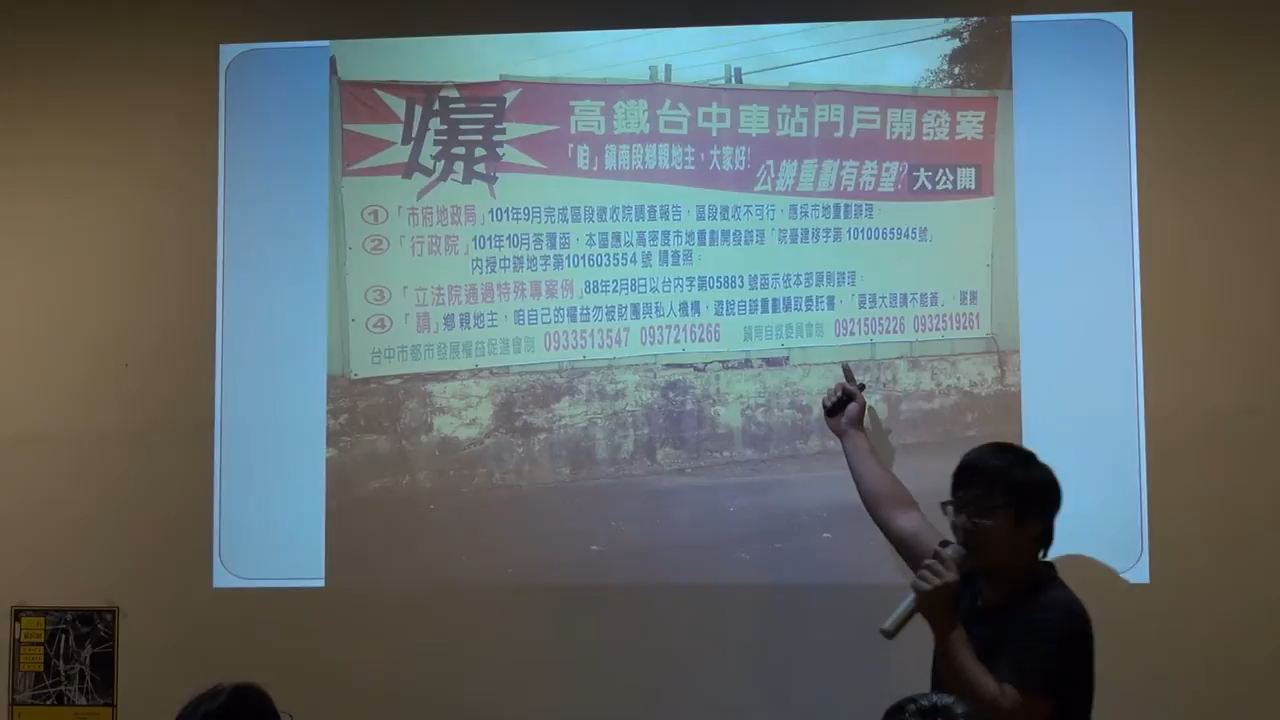 爆
高鐵台中車站門戶開發案
「咱」鎮南段鄉親地主,大家好!
公辦重劃有希望?大公開
①「市府地政局」101年9月完成區段徵收院調查報告,區段徵收不可行,應採市地重劃辦理。
②「行政院」101年10月答覆函,本區應以高密度市地重劃開發辦理「院臺建移字第1010065945號」
內授中辦地字第101603554 號 請查照。
③「立法院通過特殊專案例」88年2月8日以台內字第05883 號函示依本部原則辦理。
④「請」鄉親地主,咱自己的權益勿被財團與私人機構,遊說自辦重劃騙取委託書,「要張大眼睛不能簽」。謝謝
台中市都市發展權益促進會制 0933513547 0937216266 鎮南自救委員會制 0921505226 0932519261